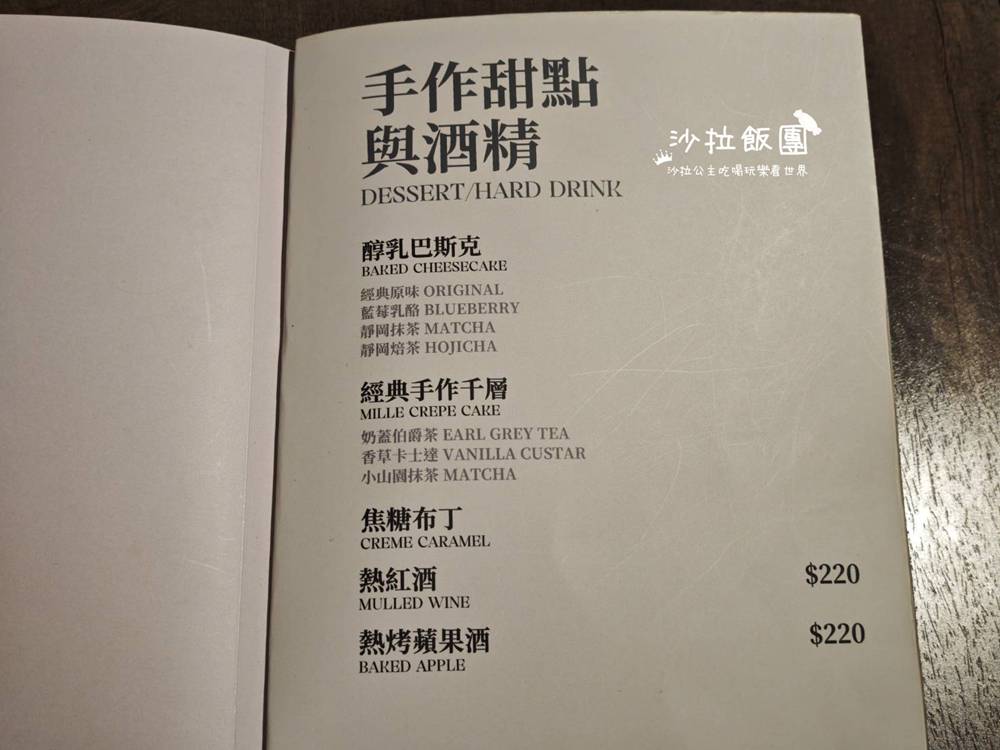 手作甜點
與酒精
DESSERT/HARD DRINK
沙拉飯團
沙拉公主吃喝玩樂看世界
醇乳巴斯克
BAKED CHEESECAKE
經典原味 ORIGINAL
藍莓乳酪 BLUEBERRY
靜岡抹茶 MATCHA
靜岡焙茶 HOJICHA
經典手作千層
MILLE CREPE CAKE
奶蓋伯爵茶 EARL GREY TEA
香草卡士達 VANILLA CUSTAR
小山園抹茶 MATCHA
焦糖布丁
CREME CARAMEL
熱紅酒 $220
MULLED WINE
熱烤蘋果酒 $220
BAKED APPLE